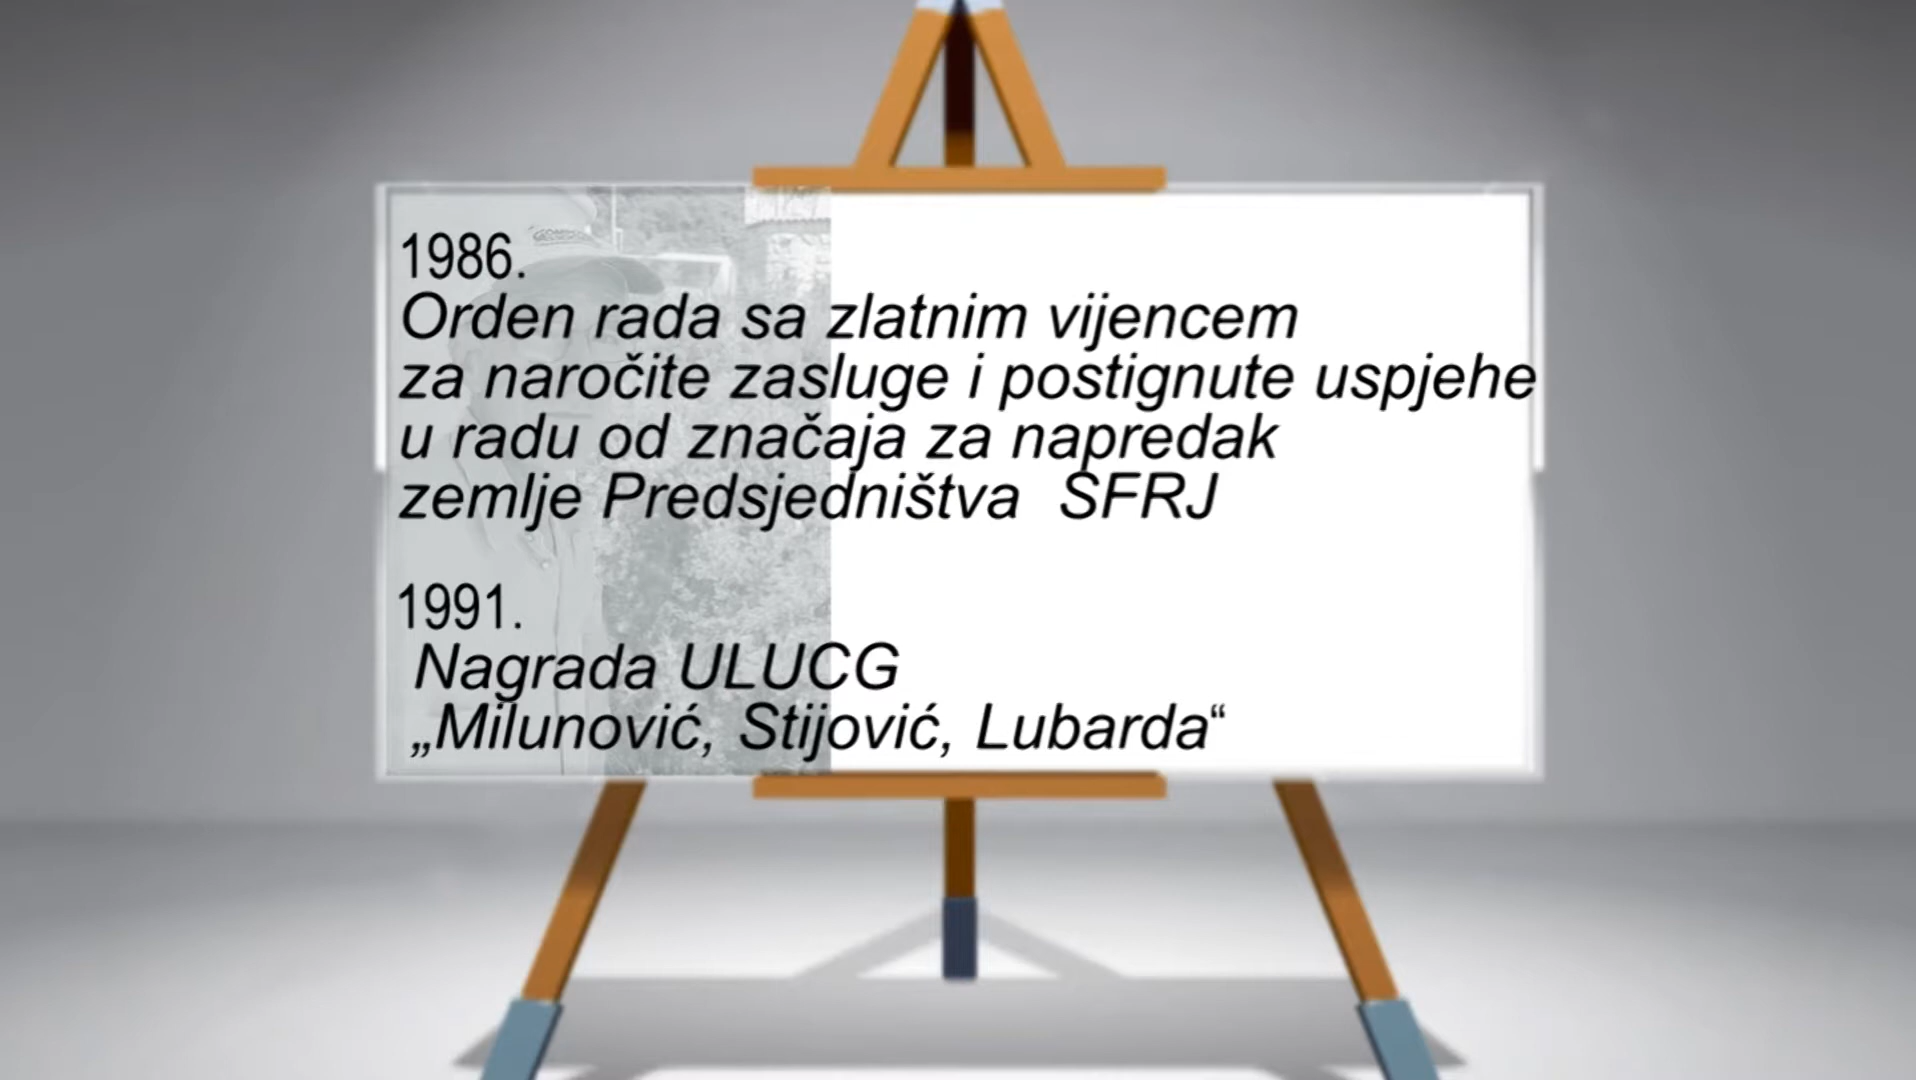 1986.
Orden rada sa zlatnim vijencem
za naročite zasluge i postignute uspjehe
u radu od značaja za napredak
zemlje Predsjedništva  SFRJ
1991.
Nagrada ULUCG
„Milunović, Stijović, Lubarda“